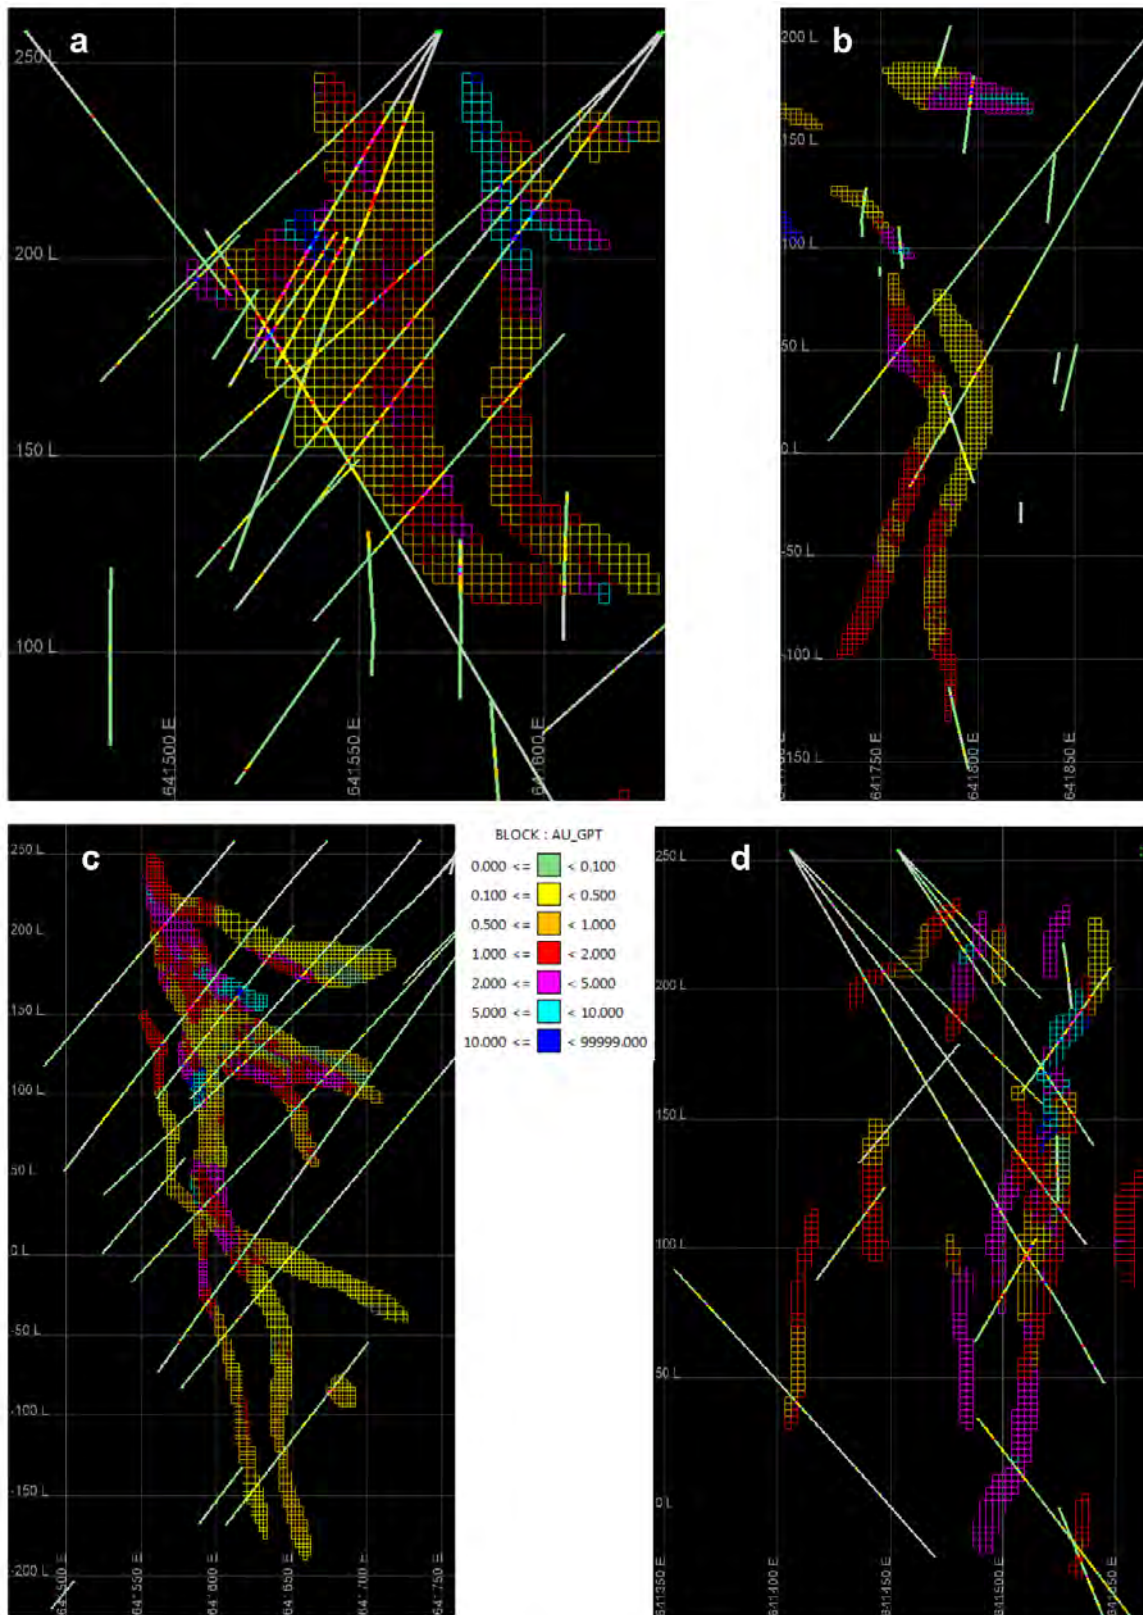 a
250 L
200 L
150 L
100 L
641500 E
641550 E
641600 E
b
200 L
150 L
100 L
50 L
0 L
-50 L
-100 L
-150 L
641750 E
641800 E
641850 E
c
250 L
200 L
150 L
100 L
50 L
0 L
-50 L
-100 L
-150 L
-200 L
641500 E
641550 E
641600 E
641650 E
641700 E
641750 E
BLOCK : AU_GPT
0.000 <= < 0.100
0.100 <= < 0.500
0.500 <= < 1.000
1.000 <= < 2.000
2.000 <= < 5.000
5.000 <= < 10.000
10.000 <= < 99999.000
d
250 L
200 L
150 L
100 L
50 L
0 L
641350 E
641400 E
641450 E
641500 E